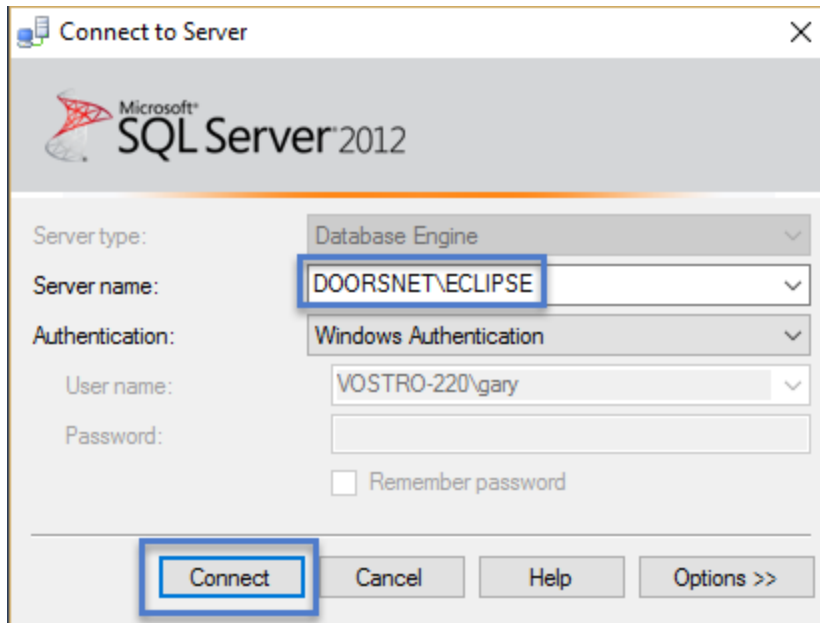 Connect to Server
Microsoft®
SQL Server® 2012
Server type: Database Engine
Server name: DOORSNET\ECLIPSE
Authentication: Windows Authentication
User name: VOSTRO-220\gary
Password:
Remember password
Connect Cancel Help Options >>